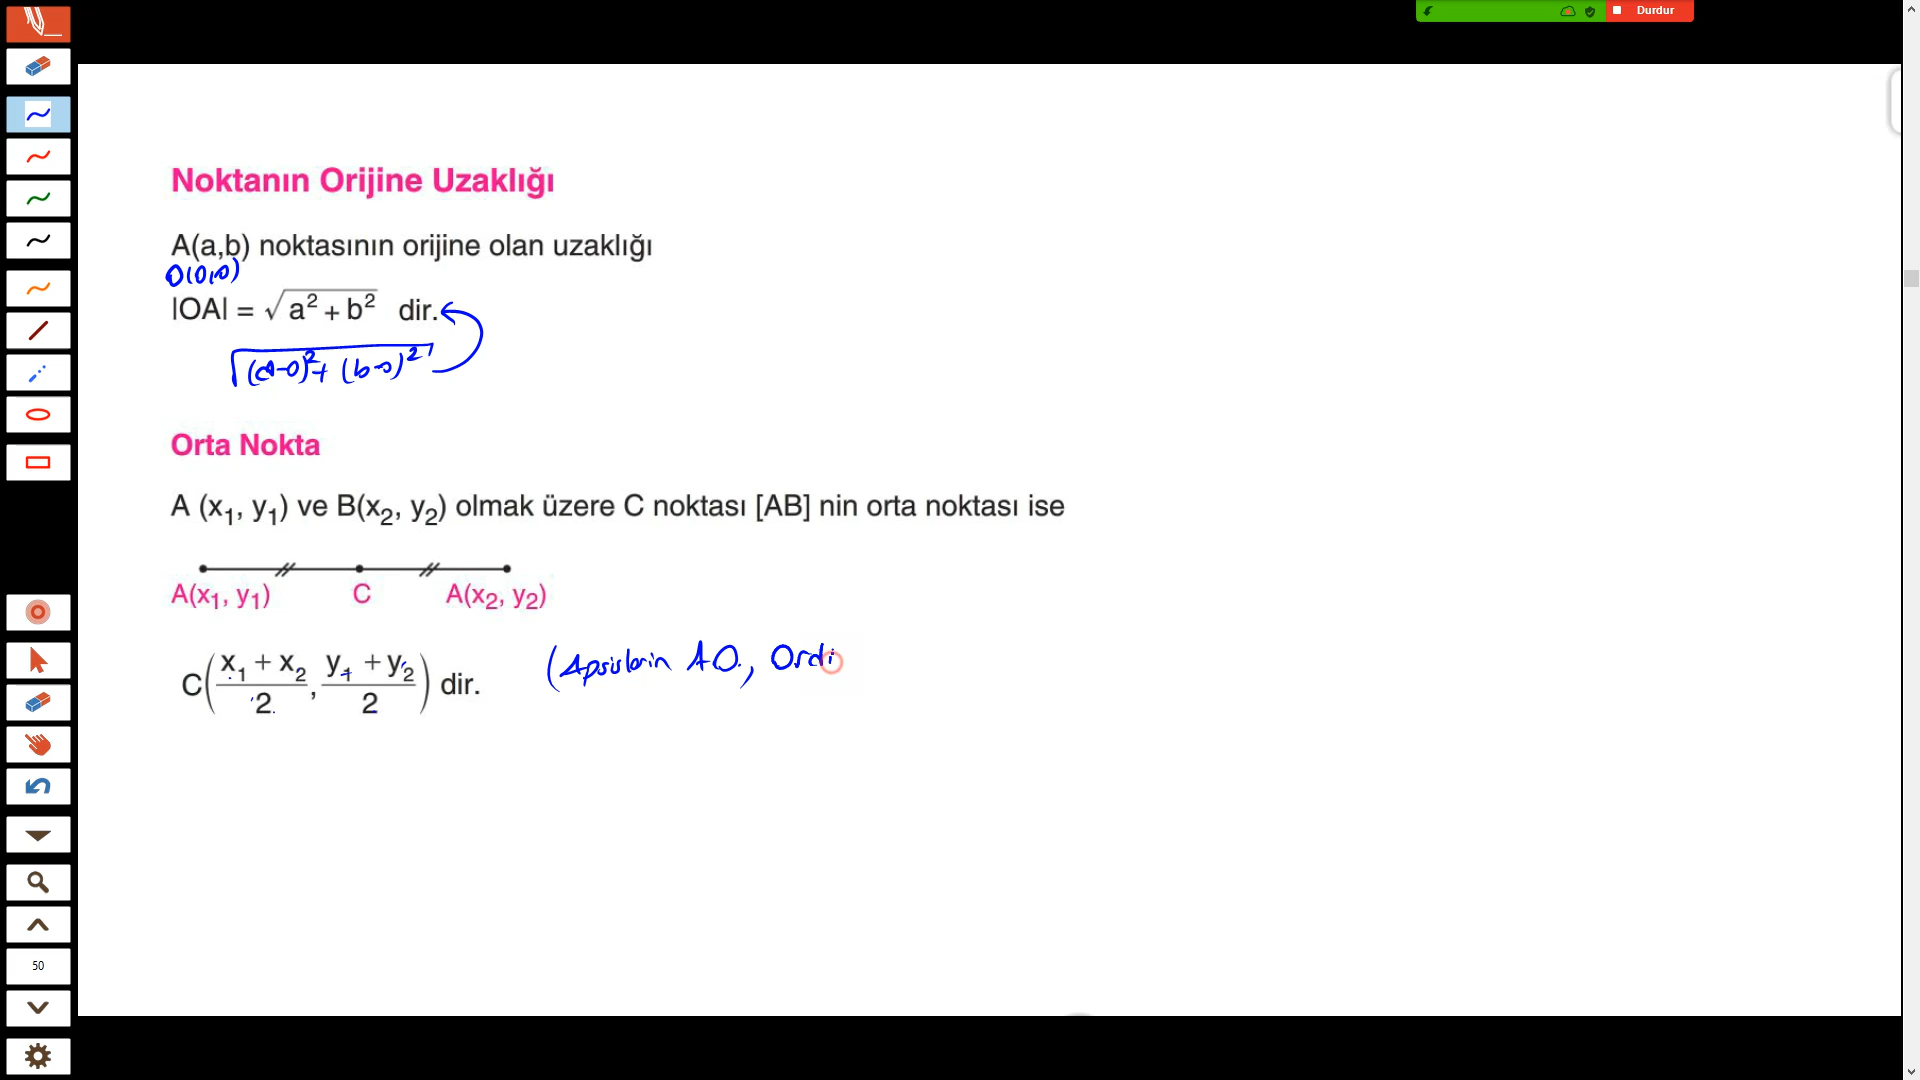 Durdur
Noktanın Orijine Uzaklığı
A(a,b) noktasının orijine olan uzaklığı
O(0,0)
|OA| = √a² + b² dir.
√(a-0)² + (b-0)²
Orta Nokta
A (x₁, y₁) ve B(x₂, y₂) olmak üzere C noktası [AB] nin orta noktası ise
A(x₁, y₁) C A(x₂, y₂)
C(x₁ + x₂ / 2, y₁ + y₂ / 2) dir. (Apsislerin A.O., Ordi
50